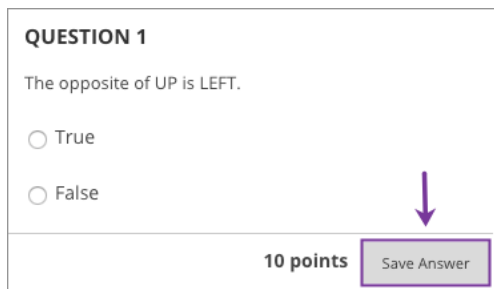 QUESTION 1
The opposite of UP is LEFT.
True
False
10 points Save Answer